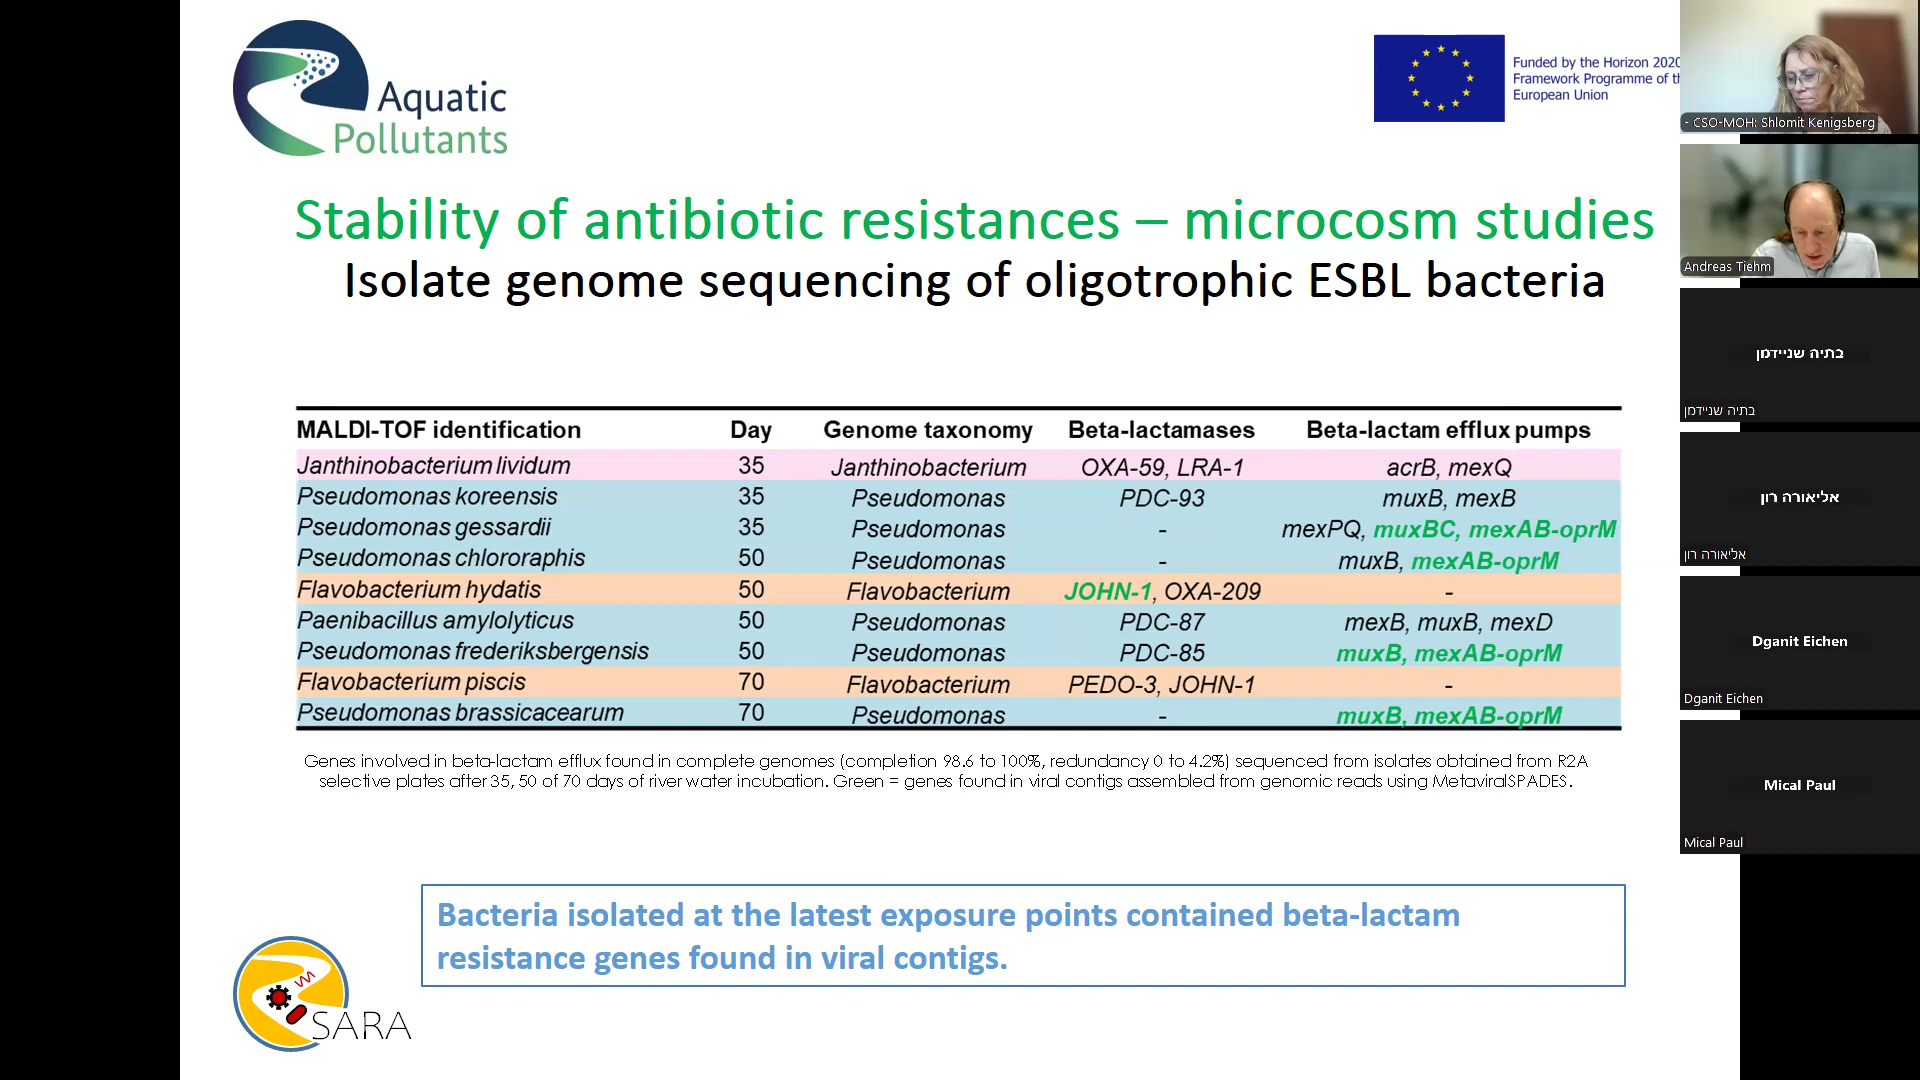 Aquatic
Pollutants
Funded by the Horizon 2020
Framework Programme of th
European Union
Stability of antibiotic resistances – microcosm studies
Isolate genome sequencing of oligotrophic ESBL bacteria
MALDI-TOF identification Day Genome taxonomy Beta-lactamases Beta-lactam efflux pumps
Janthinobacterium lividum 35 Janthinobacterium OXA-59, LRA-1 acrB, mexQ
Pseudomonas koreensis 35 Pseudomonas PDC-93 muxB, mexB
Pseudomonas gessardii 35 Pseudomonas - mexPQ, muxBC, mexAB-oprM
Pseudomonas chlororaphis 50 Pseudomonas - muxB, mexAB-oprM
Flavobacterium hydatis 50 Flavobacterium JOHN-1, OXA-209 -
Paenibacillus amylolyticus 50 Pseudomonas PDC-87 mexB, muxB, mexD
Pseudomonas frederiksbergensis 50 Pseudomonas PDC-85 muxB, mexAB-oprM
Flavobacterium piscis 70 Flavobacterium PEDO-3, JOHN-1 -
Pseudomonas brassicacearum 70 Pseudomonas - muxB, mexAB-oprM
Genes involved in beta-lactam efflux found in complete genomes (completion 98.6 to 100%, redundancy 0 to 4.2%) sequenced from isolates obtained from R2A
selective plates after 35, 50 of 70 days of river water incubation. Green = genes found in viral contigs assembled from genomic reads using MetaviralSPADES.
Bacteria isolated at the latest exposure points contained beta-lactam
resistance genes found in viral contigs.
SARA
- CSO-MOH: Shlomit Kenigsberg
Andreas Tiehm
בתיה שניידמן
בתיה שניידמן
אליאורה רון
אליאורה רון
Dganit Eichen
Dganit Eichen
Mical Paul
Mical Paul